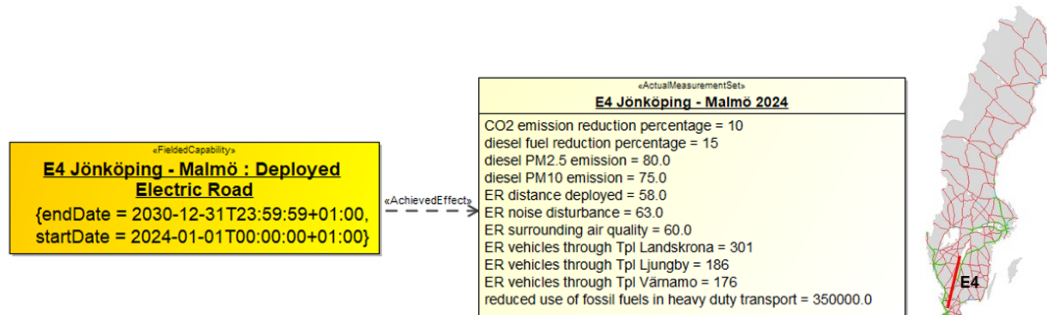 «FieldedCapability»
E4 Jönköping - Malmö : Deployed
Electric Road
{endDate = 2030-12-31T23:59:59+01:00,
startDate = 2024-01-01T00:00:00+01:00}
«AchievedEffect»
«ActualMeasurementSet»
E4 Jönköping - Malmö 2024
CO2 emission reduction percentage = 10
diesel fuel reduction percentage = 15
diesel PM2.5 emission = 80.0
diesel PM10 emission = 75.0
ER distance deployed = 58.0
ER noise disturbance = 63.0
ER surrounding air quality = 60.0
ER vehicles through Tpl Landskrona = 301
ER vehicles through Tpl Ljungby = 186
ER vehicles through Tpl Värnamo = 176
reduced use of fossil fuels in heavy duty transport = 350000.0
E4